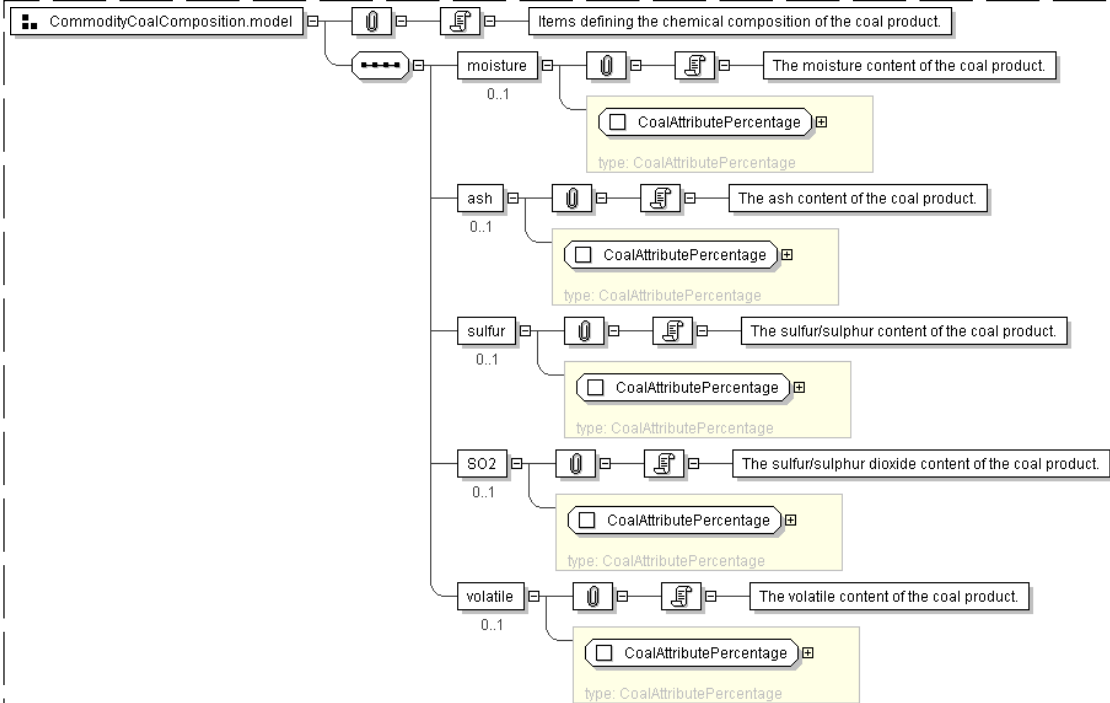 CommodityCoalComposition.model
Items defining the chemical composition of the coal product.
moisture
The moisture content of the coal product.
0..1
CoalAttributePercentage
type: CoalAttributePercentage
ash
The ash content of the coal product.
0..1
CoalAttributePercentage
type: CoalAttributePercentage
sulfur
The sulfur/sulphur content of the coal product.
0..1
CoalAttributePercentage
type: CoalAttributePercentage
SO2
The sulfur/sulphur dioxide content of the coal product.
0..1
CoalAttributePercentage
type: CoalAttributePercentage
volatile
The volatile content of the coal product.
0..1
CoalAttributePercentage
type: CoalAttributePercentage